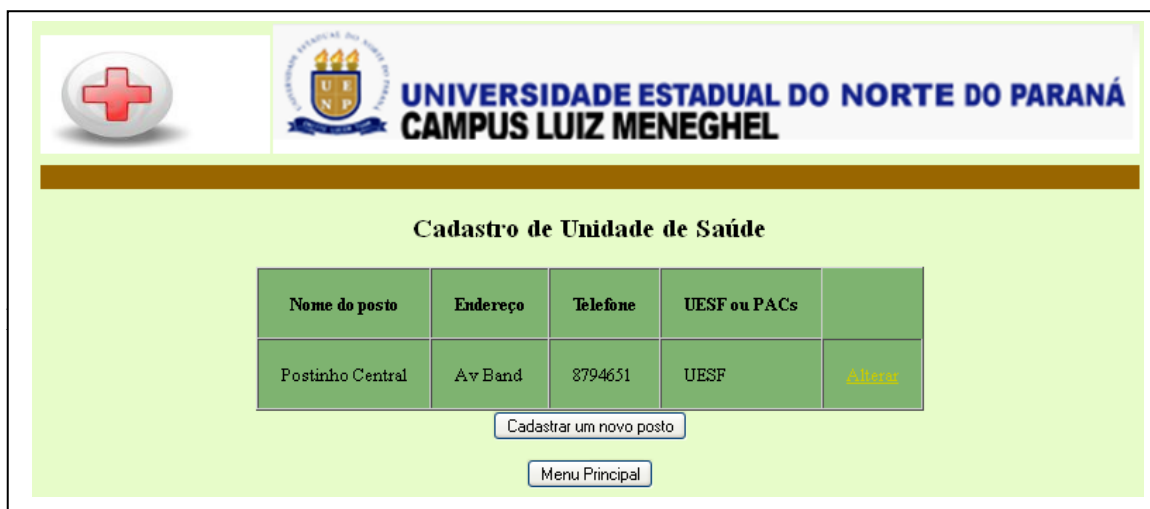 UNIVERSIDADE ESTADUAL DO NORTE DO PARANÁ
CAMPUS LUIZ MENEGHEL
Cadastro de Unidade de Saúde
Nome do posto Endereço Telefone UESF ou PACs
Postinho Central Av Band 8794651 UESF Alterar
Cadastrar um novo posto
Menu Principal